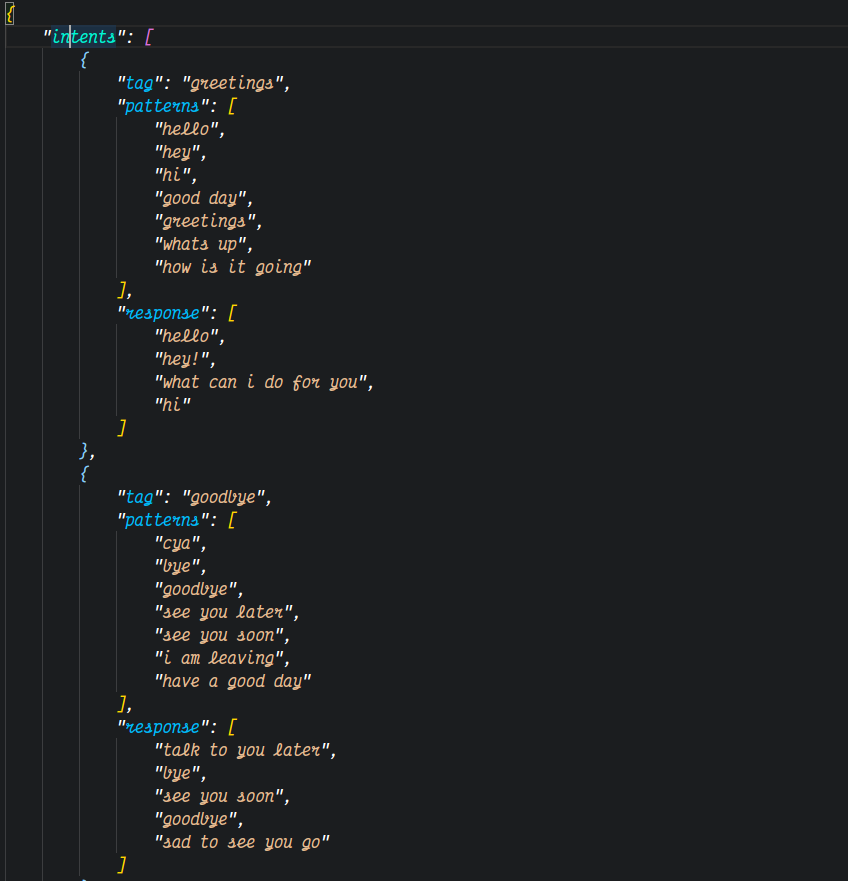 {
    "intents": [
        {
            "tag": "greetings",
            "patterns": [
                "hello",
                "hey",
                "hi",
                "good day",
                "greetings",
                "whats up",
                "how is it going"
            ],
            "response": [
                "hello",
                "hey!",
                "what can i do for you",
                "hi"
            ]
        },
        {
            "tag": "goodbye",
            "patterns": [
                "cya",
                "bye",
                "goodbye",
                "see you later",
                "see you soon",
                "i am leaving",
                "have a good day"
            ],
            "response": [
                "talk to you later",
                "bye",
                "see you soon",
                "goodbye",
                "sad to see you go"
            ]